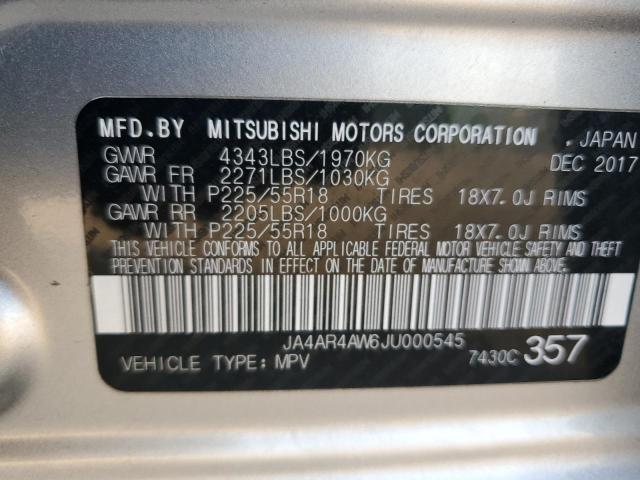 MFD.BY MITSUBISHI MOTORS CORPORATION . JAPAN
GVWR 4343LBS/1970KG DEC 2017
GAWR FR 2271LBS/1030KG
WITH P225/55R18 TIRES 18X7.0J RIMS
GAWR RR 2205LBS/1000KG
WITH P225/55R18 TIRES 18X7.0J RIMS
THIS VEHICLE CONFORMS TO ALL APPLICABLE FEDERAL MOTOR VEHICLE SAFETY AND THEFT
PREVENTION STANDARDS IN EFFECT ON THE DATE OF MANUFACTURE SHOWN ABOVE.
JA4AR4AW6JU000545
VEHICLE TYPE: MPV 7430C 357